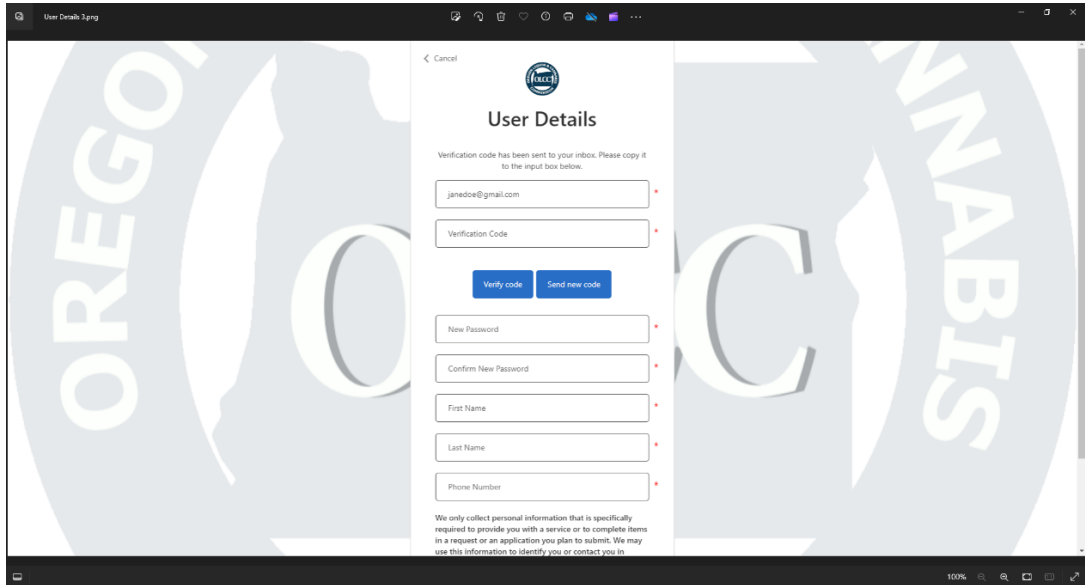 User Details 3.png
Cancel
OLCC
User Details
Verification code has been sent to your inbox. Please copy it
to the input box below.
janedoe@gmail.com *
Verification Code *
Verify code Send new code
New Password *
Confirm New Password *
First Name *
Last Name *
Phone Number *
We only collect personal information that is specifically
required to provide you with a service or to complete items
in a request or an application you plan to submit. We may
use this information to identify you or contact you in
OREGO
OLCC
NNABIS
100%